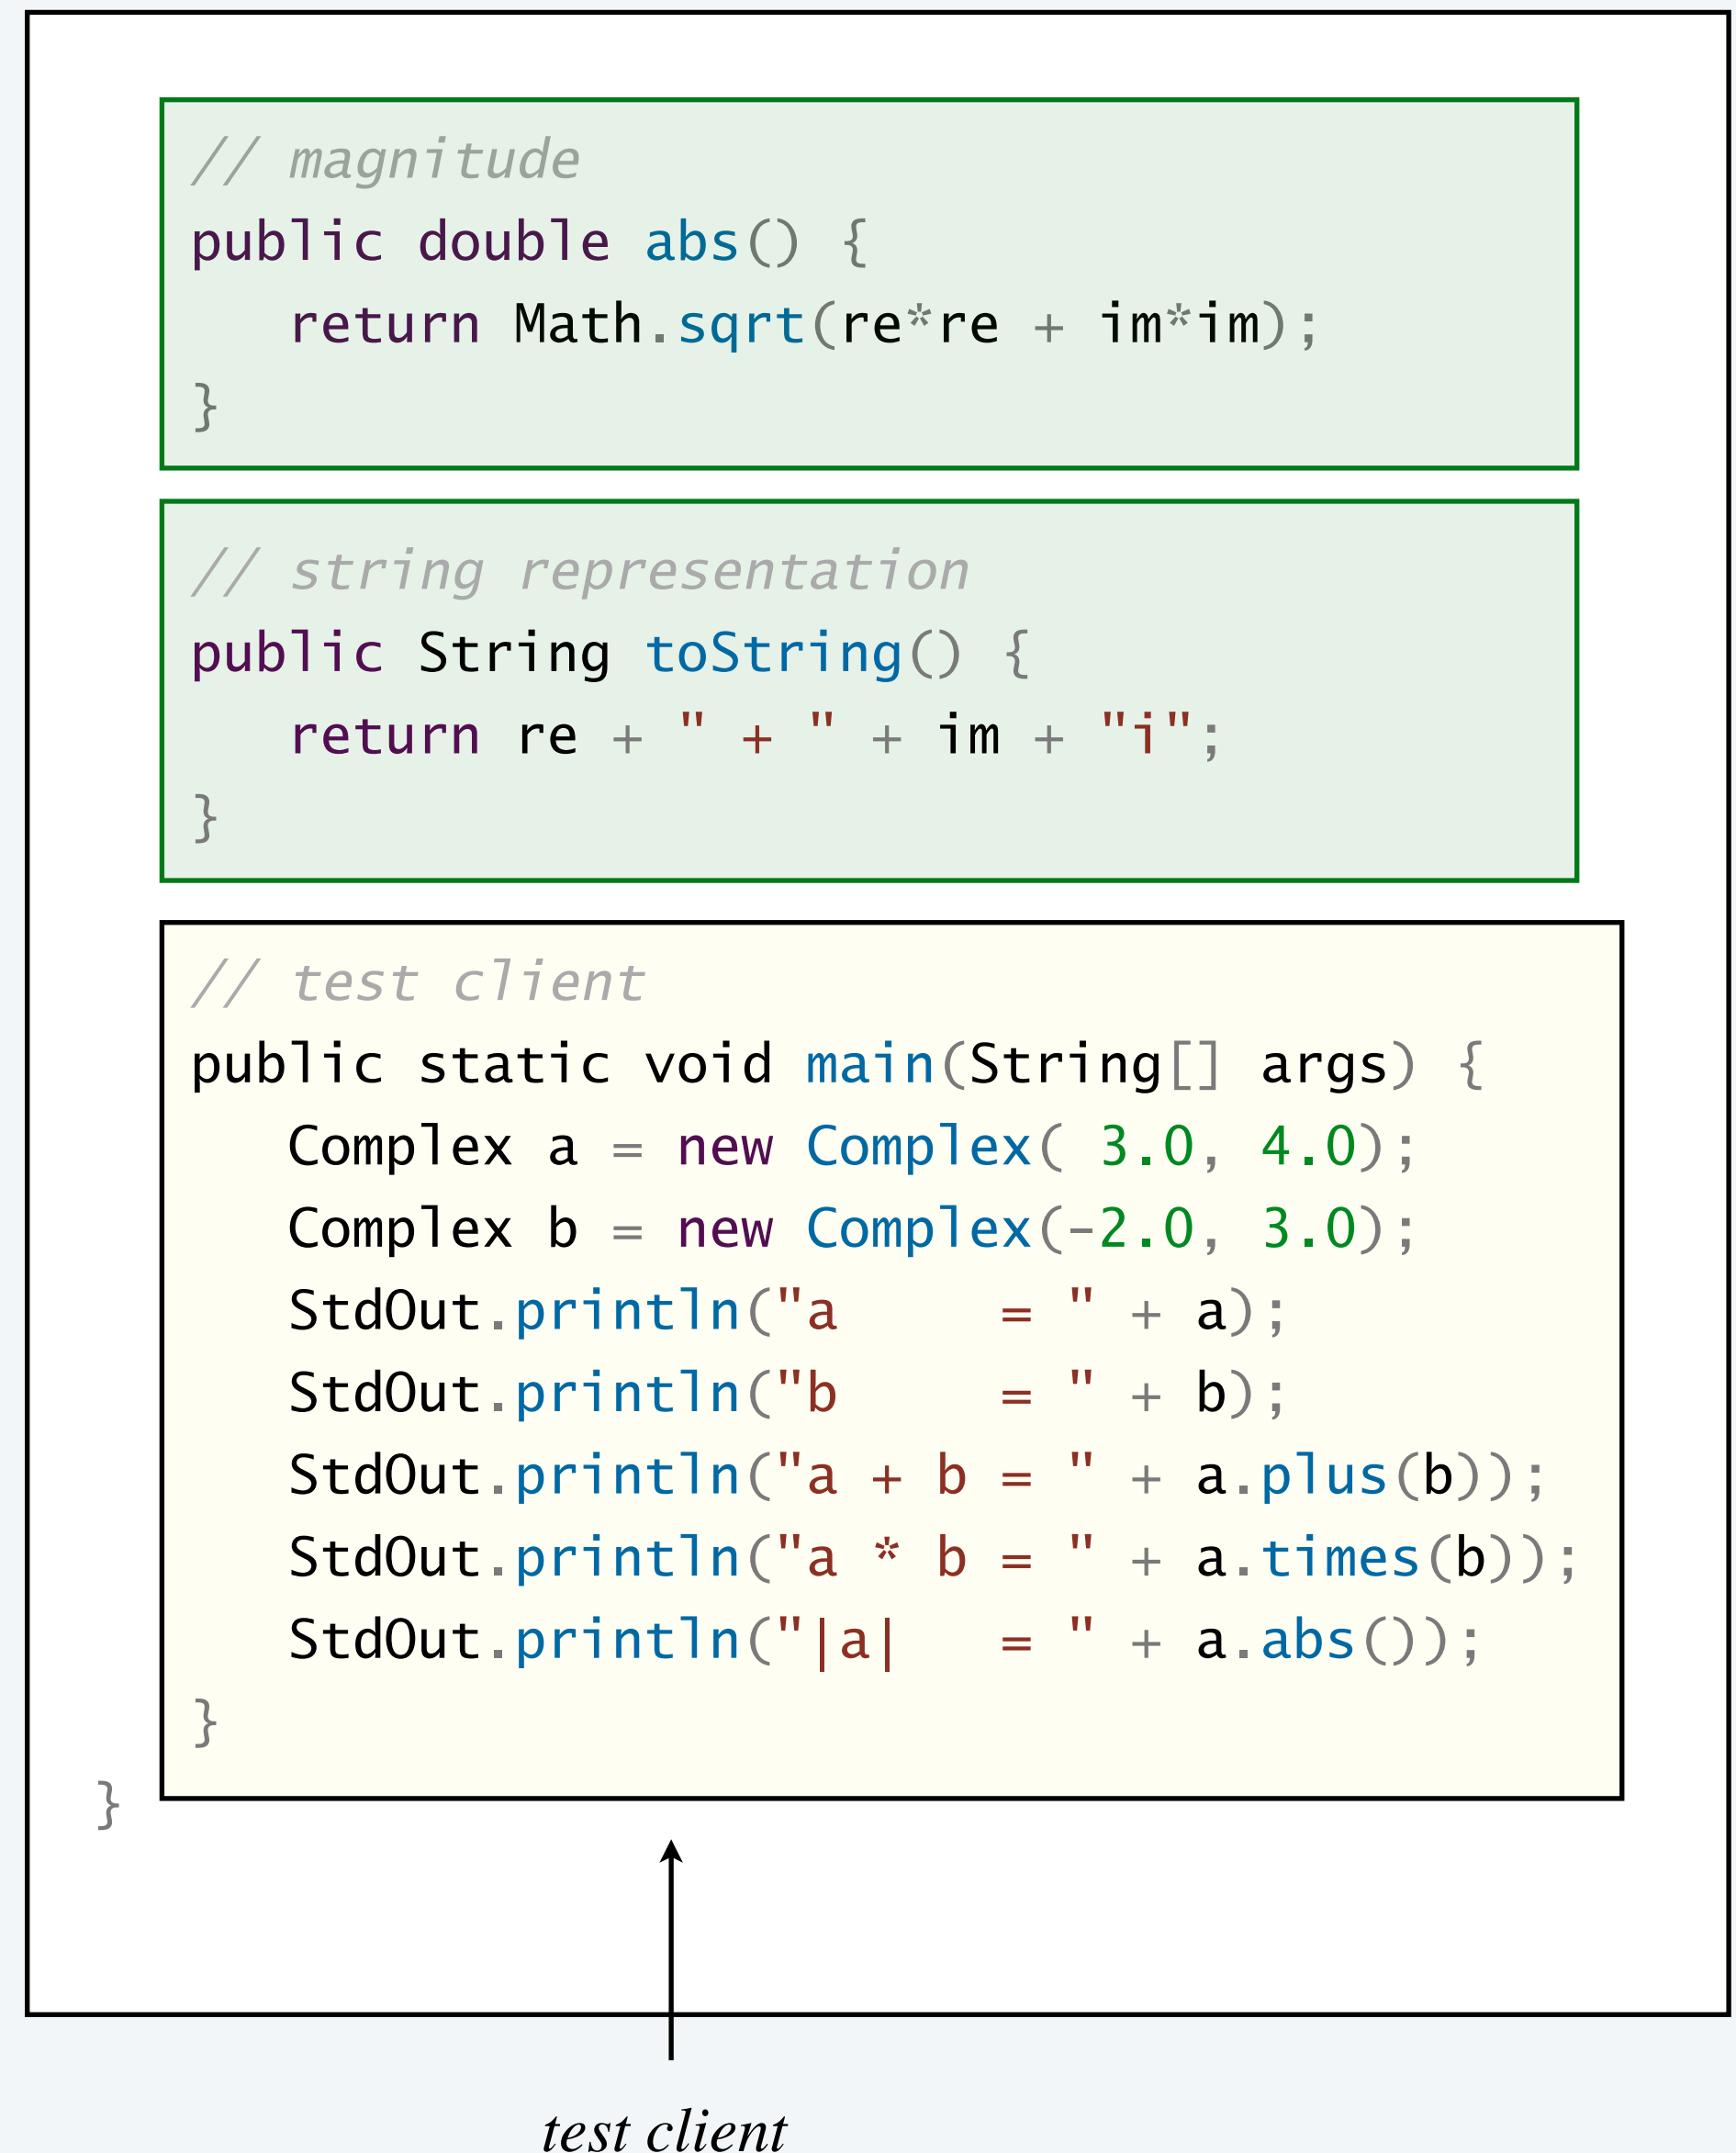 // magnitude
public double abs() {
   return Math.sqrt(re*re + im*im);
}
// string representation
public String toString() {
   return re + " + " + im + "i";
}
// test client
public static void main(String[] args) {
   Complex a = new Complex( 3.0, 4.0);
   Complex b = new Complex(-2.0, 3.0);
   StdOut.println("a     = " + a);
   StdOut.println("b     = " + b);
   StdOut.println("a + b = " + a.plus(b));
   StdOut.println("a * b = " + a.times(b));
   StdOut.println("|a|   = " + a.abs());
}
}
test client